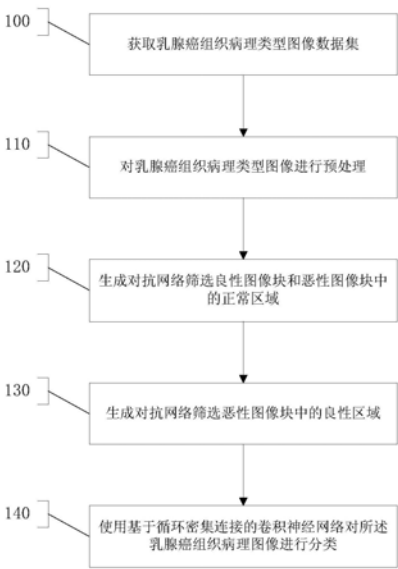 100
获取乳腺癌组织病理类型图像数据集
110
对乳腺癌组织病理类型图像进行预处理
120
生成对抗网络筛选良性图像块和恶性图像块中
的正常区域
130
生成对抗网络筛选恶性图像块中的良性区域
140
使用基于循环密集连接的卷积神经网络对所述
乳腺癌组织病理图像进行分类